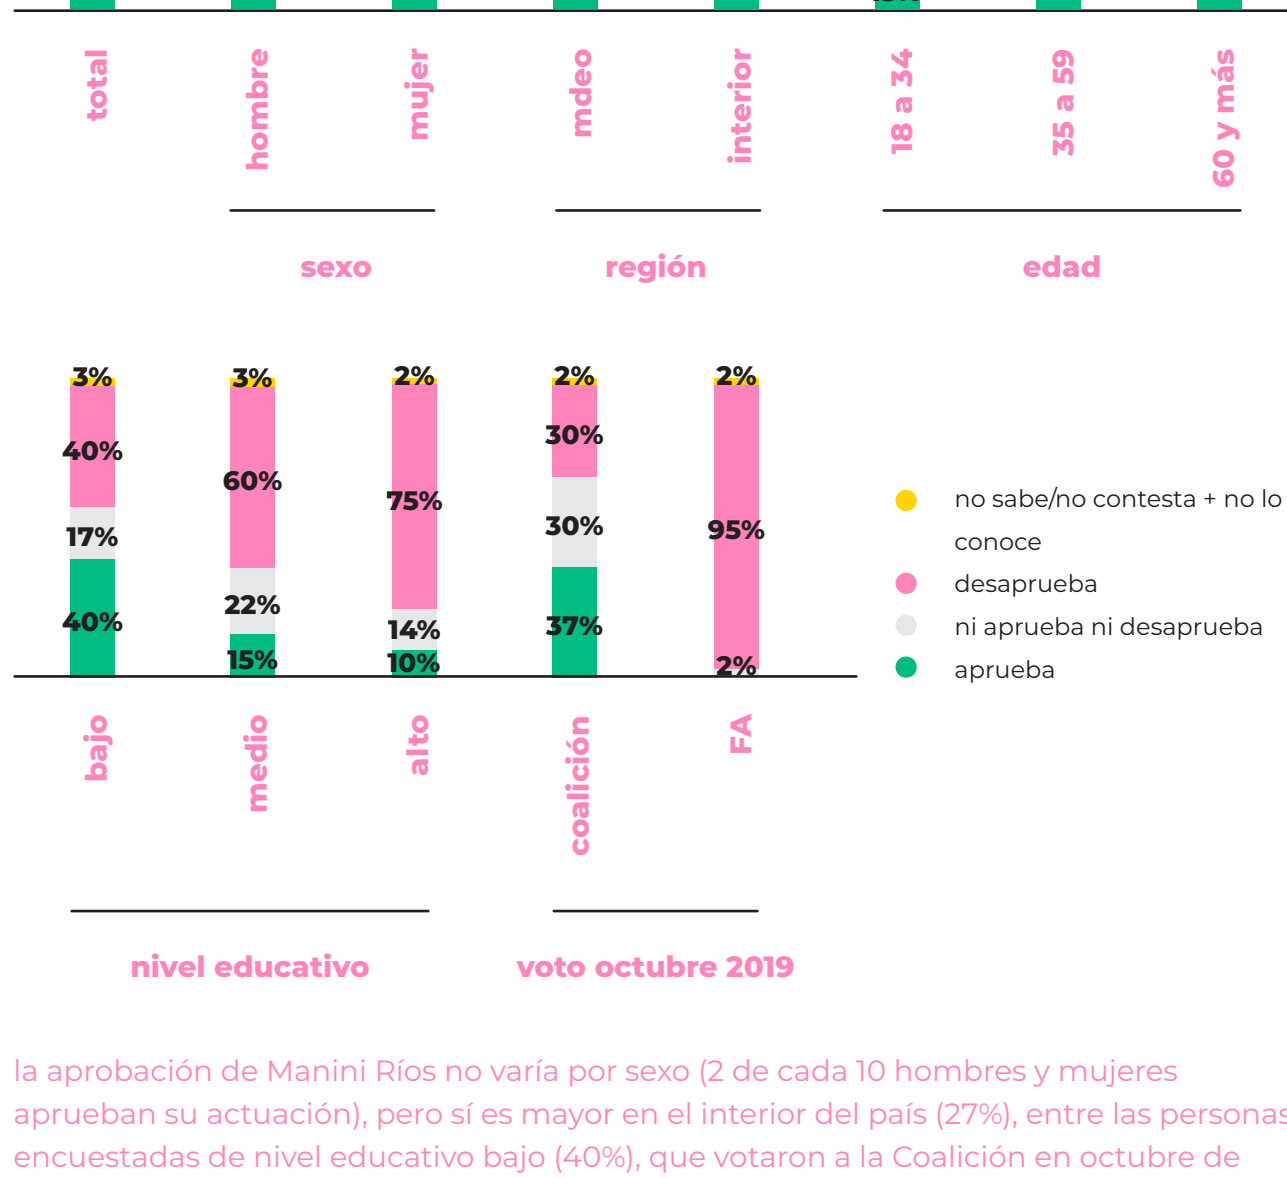 total
hombre
mujer
mdeo
interior
18 a 34
35 a 59
60 y más
sexo
región
edad
3%
3%
2%
2%
2%
40%
60%
75%
30%
95%
17%
22%
14%
30%
2%
40%
15%
10%
37%
no sabe/no contesta + no lo
conoce
desaprueba
ni aprueba ni desaprueba
aprueba
bajo
medio
alto
coalición
FA
nivel educativo
voto octubre 2019
la aprobación de Manini Ríos no varía por sexo (2 de cada 10 hombres y mujeres
aprueban su actuación), pero sí es mayor en el interior del país (27%), entre las personas
encuestadas de nivel educativo bajo (40%), que votaron a la Coalición en octubre de